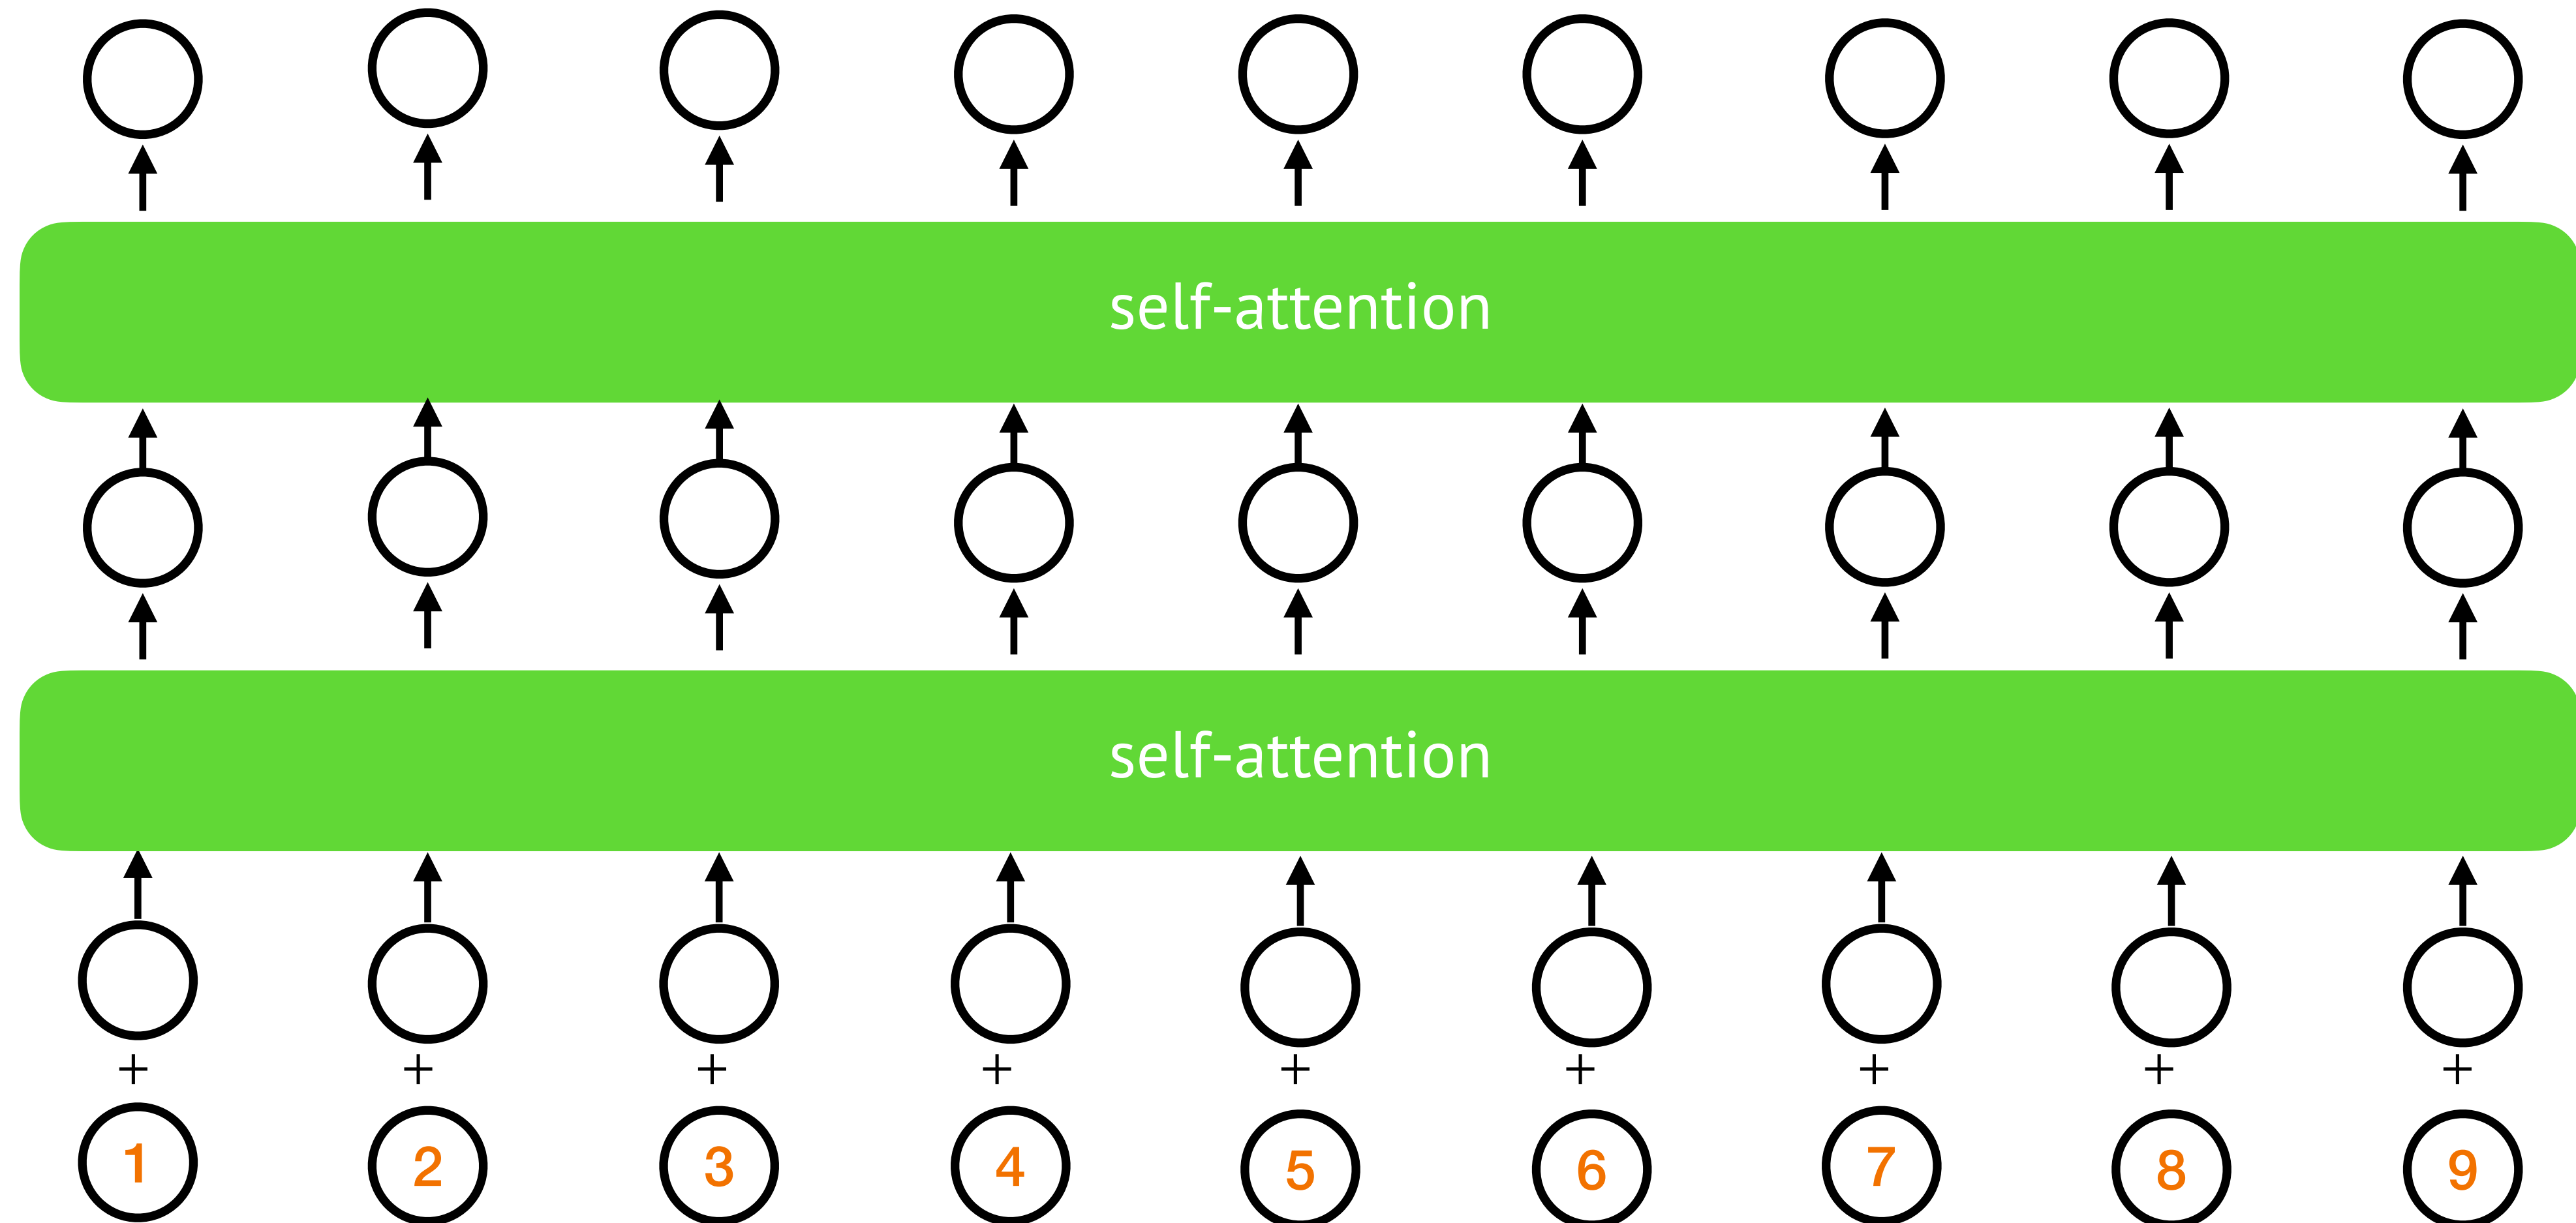 self-attention
self-attention
+ + + + + + + + +
1 2 3 4 5 6 7 8 9